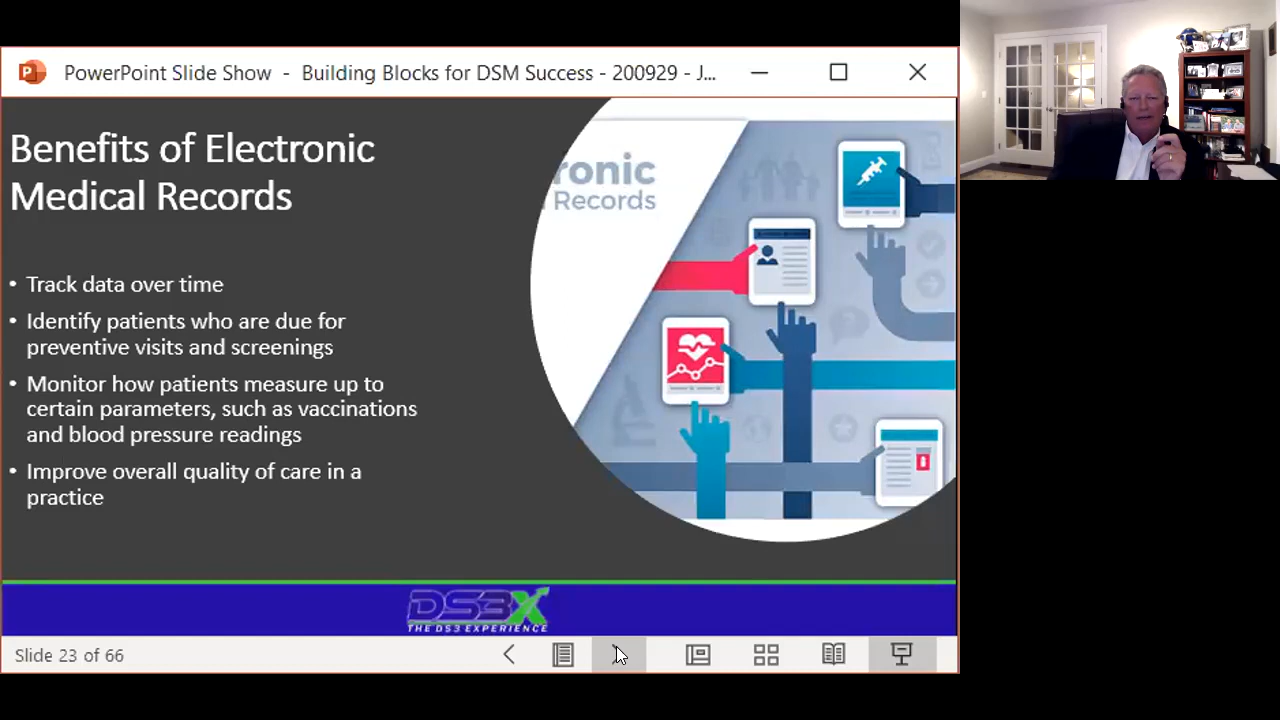 PowerPoint Slide Show - Building Blocks for DSM Success - 200929 - J...
Benefits of Electronic
Medical Records
• Track data over time
• Identify patients who are due for
preventive visits and screenings
• Monitor how patients measure up to
certain parameters, such as vaccinations
and blood pressure readings
• Improve overall quality of care in a
practice
ronic
Records
DS3X
THE DS3 EXPERIENCE
Slide 23 of 66